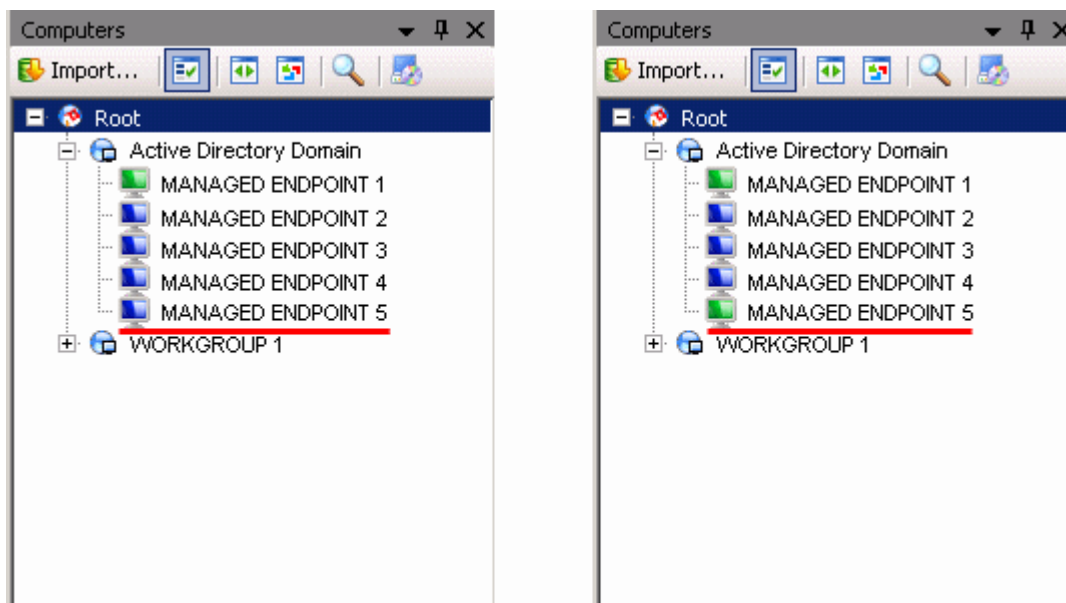 Computers
Import...
Root
Active Directory Domain
MANAGED ENDPOINT 1
MANAGED ENDPOINT 2
MANAGED ENDPOINT 3
MANAGED ENDPOINT 4
MANAGED ENDPOINT 5
WORKGROUP 1
Computers
Import...
Root
Active Directory Domain
MANAGED ENDPOINT 1
MANAGED ENDPOINT 2
MANAGED ENDPOINT 3
MANAGED ENDPOINT 4
MANAGED ENDPOINT 5
WORKGROUP 1